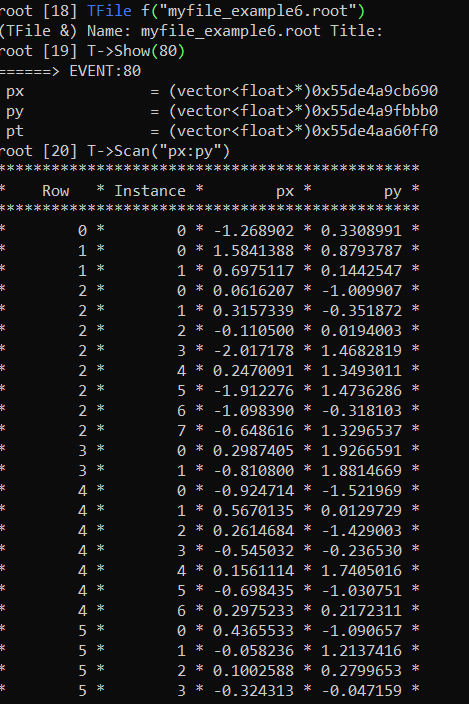 root [18] TFile f("myfile_example6.root")
(TFile &) Name: myfile_example6.root Title:
root [19] T->Show(80)
======> EVENT:80
 px              = (vector<float>*)0x55de4a9cb690
 py              = (vector<float>*)0x55de4a9fbbb0
 pt              = (vector<float>*)0x55de4aa60ff0
root [20] T->Scan("px:py")
***********************************************
*    Row   * Instance *        px *        py *
***********************************************
*        0 *        0 * -1.268902 * 0.3308991 *
*        1 *        0 * 1.5841388 * 0.8793787 *
*        1 *        1 * 0.6975117 * 0.1442547 *
*        2 *        0 * 0.0616207 * -1.009907 *
*        2 *        1 * 0.3157339 * -0.351872 *
*        2 *        2 * -0.110500 * 0.0194003 *
*        2 *        3 * -2.017178 * 1.4682819 *
*        2 *        4 * 0.2470091 * 1.3493011 *
*        2 *        5 * -1.912276 * 1.4736286 *
*        2 *        6 * -1.098390 * -0.318103 *
*        2 *        7 * -0.648616 * 1.3296537 *
*        3 *        0 * 0.2987405 * 1.9266591 *
*        3 *        1 * -0.810800 * 1.8814669 *
*        4 *        0 * -0.924714 * -1.521969 *
*        4 *        1 * 0.5670135 * 0.0129729 *
*        4 *        2 * 0.2614684 * -1.429003 *
*        4 *        3 * -0.545032 * -0.236530 *
*        4 *        4 * 0.1561114 * 1.7405016 *
*        4 *        5 * -0.698435 * -1.030751 *
*        4 *        6 * 0.2975233 * 0.2172311 *
*        5 *        0 * 0.4365533 * -1.090657 *
*        5 *        1 * -0.058236 * 1.2137416 *
*        5 *        2 * 0.1002588 * 0.2799653 *
*        5 *        3 * -0.324313 * -0.047159 *